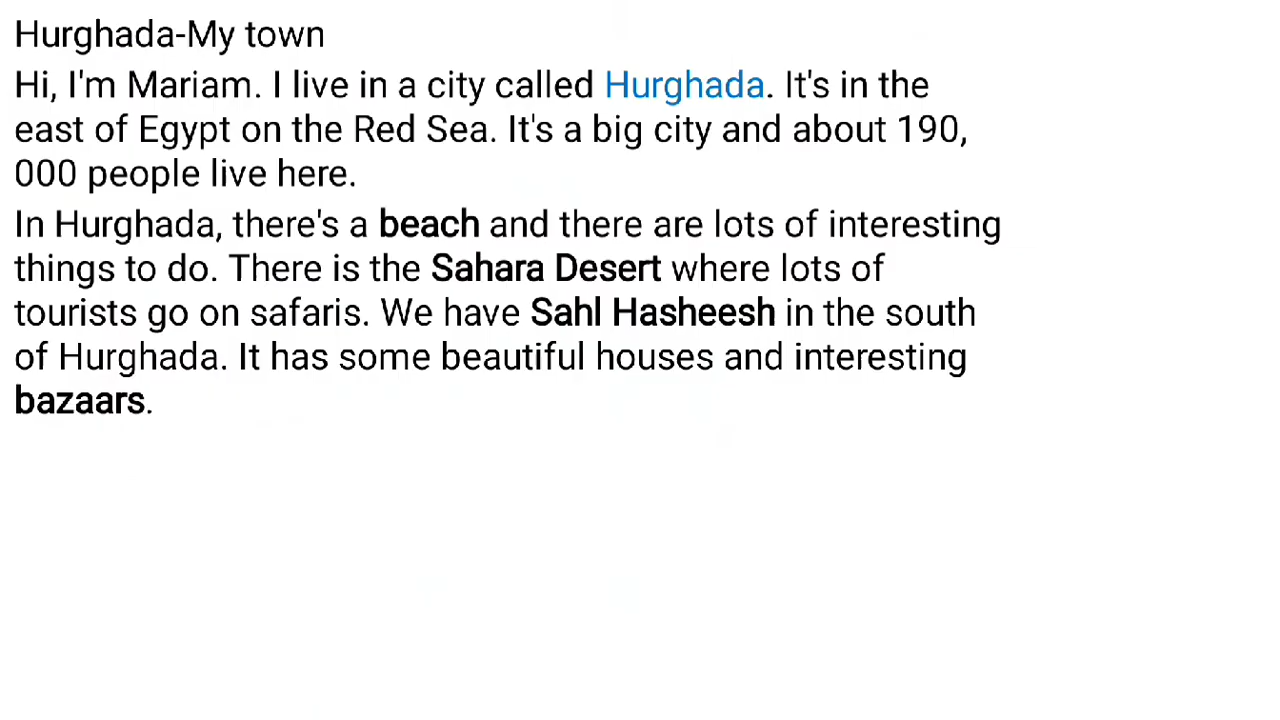 Hurghada-My town
Hi, I'm Mariam. I live in a city called Hurghada. It's in the
east of Egypt on the Red Sea. It's a big city and about 190,
000 people live here.
In Hurghada, there's a beach and there are lots of interesting
things to do. There is the Sahara Desert where lots of
tourists go on safaris. We have Sahl Hasheesh in the south
of Hurghada. It has some beautiful houses and interesting
bazaars.